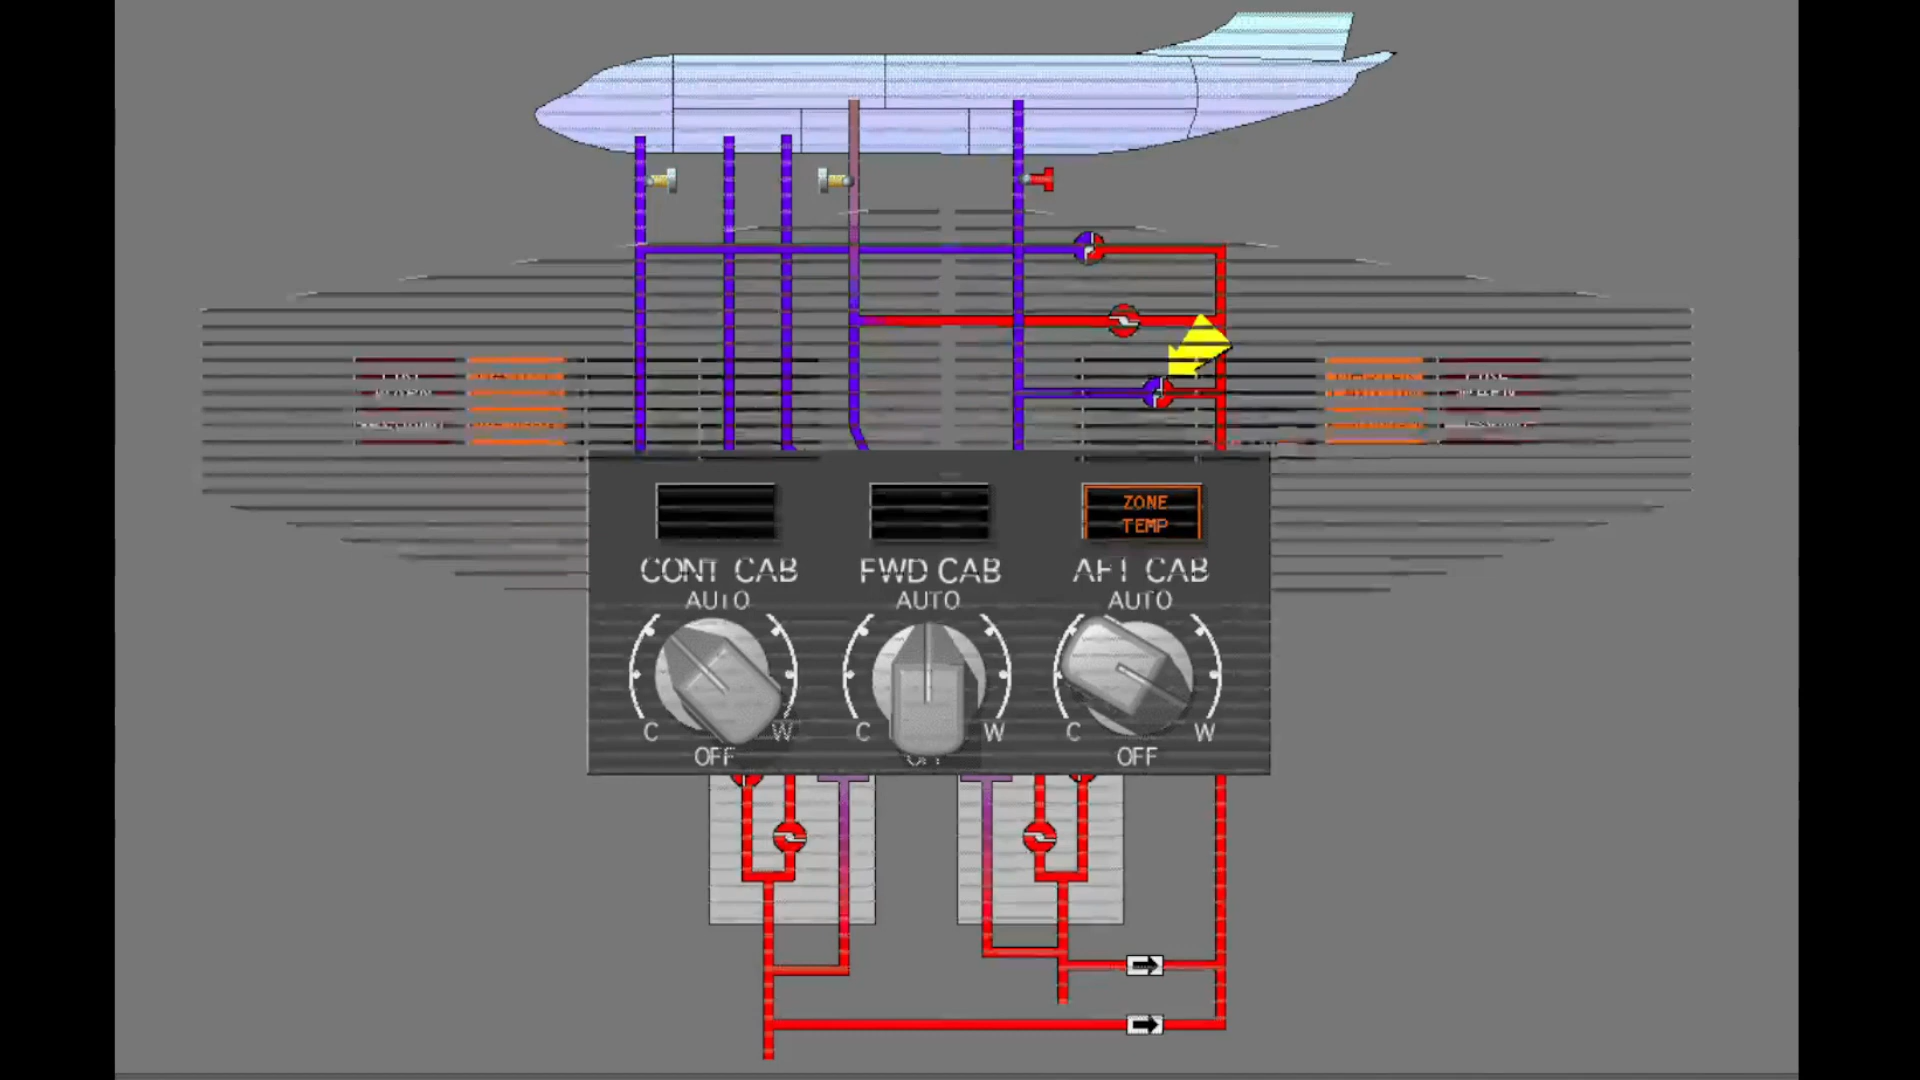 ZONE
TEMP
CONT CAB
FWD CAB
AFT CAB
AUTO
AUTO
AUTO
C
W
C
W
C
W
OFF
OFF